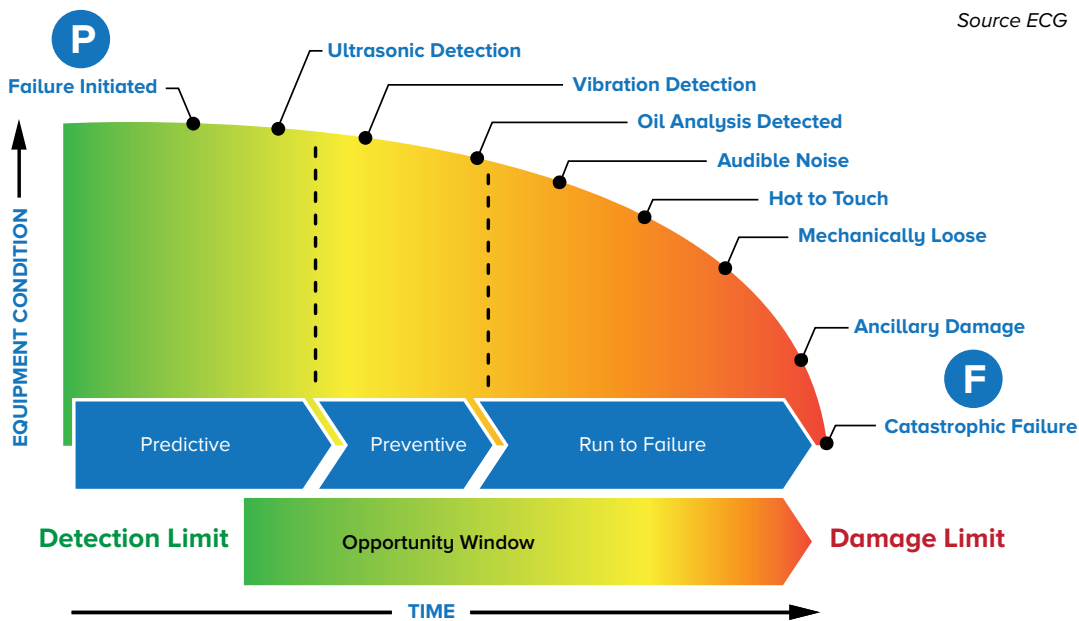 Source ECG
P
Failure Initiated
Ultrasonic Detection
Vibration Detection
Oil Analysis Detected
Audible Noise
Hot to Touch
Mechanically Loose
Ancillary Damage
F
Catastrophic Failure
EQUIPMENT CONDITION
Predictive
Preventive
Run to Failure
Detection Limit
Opportunity Window
Damage Limit
TIME